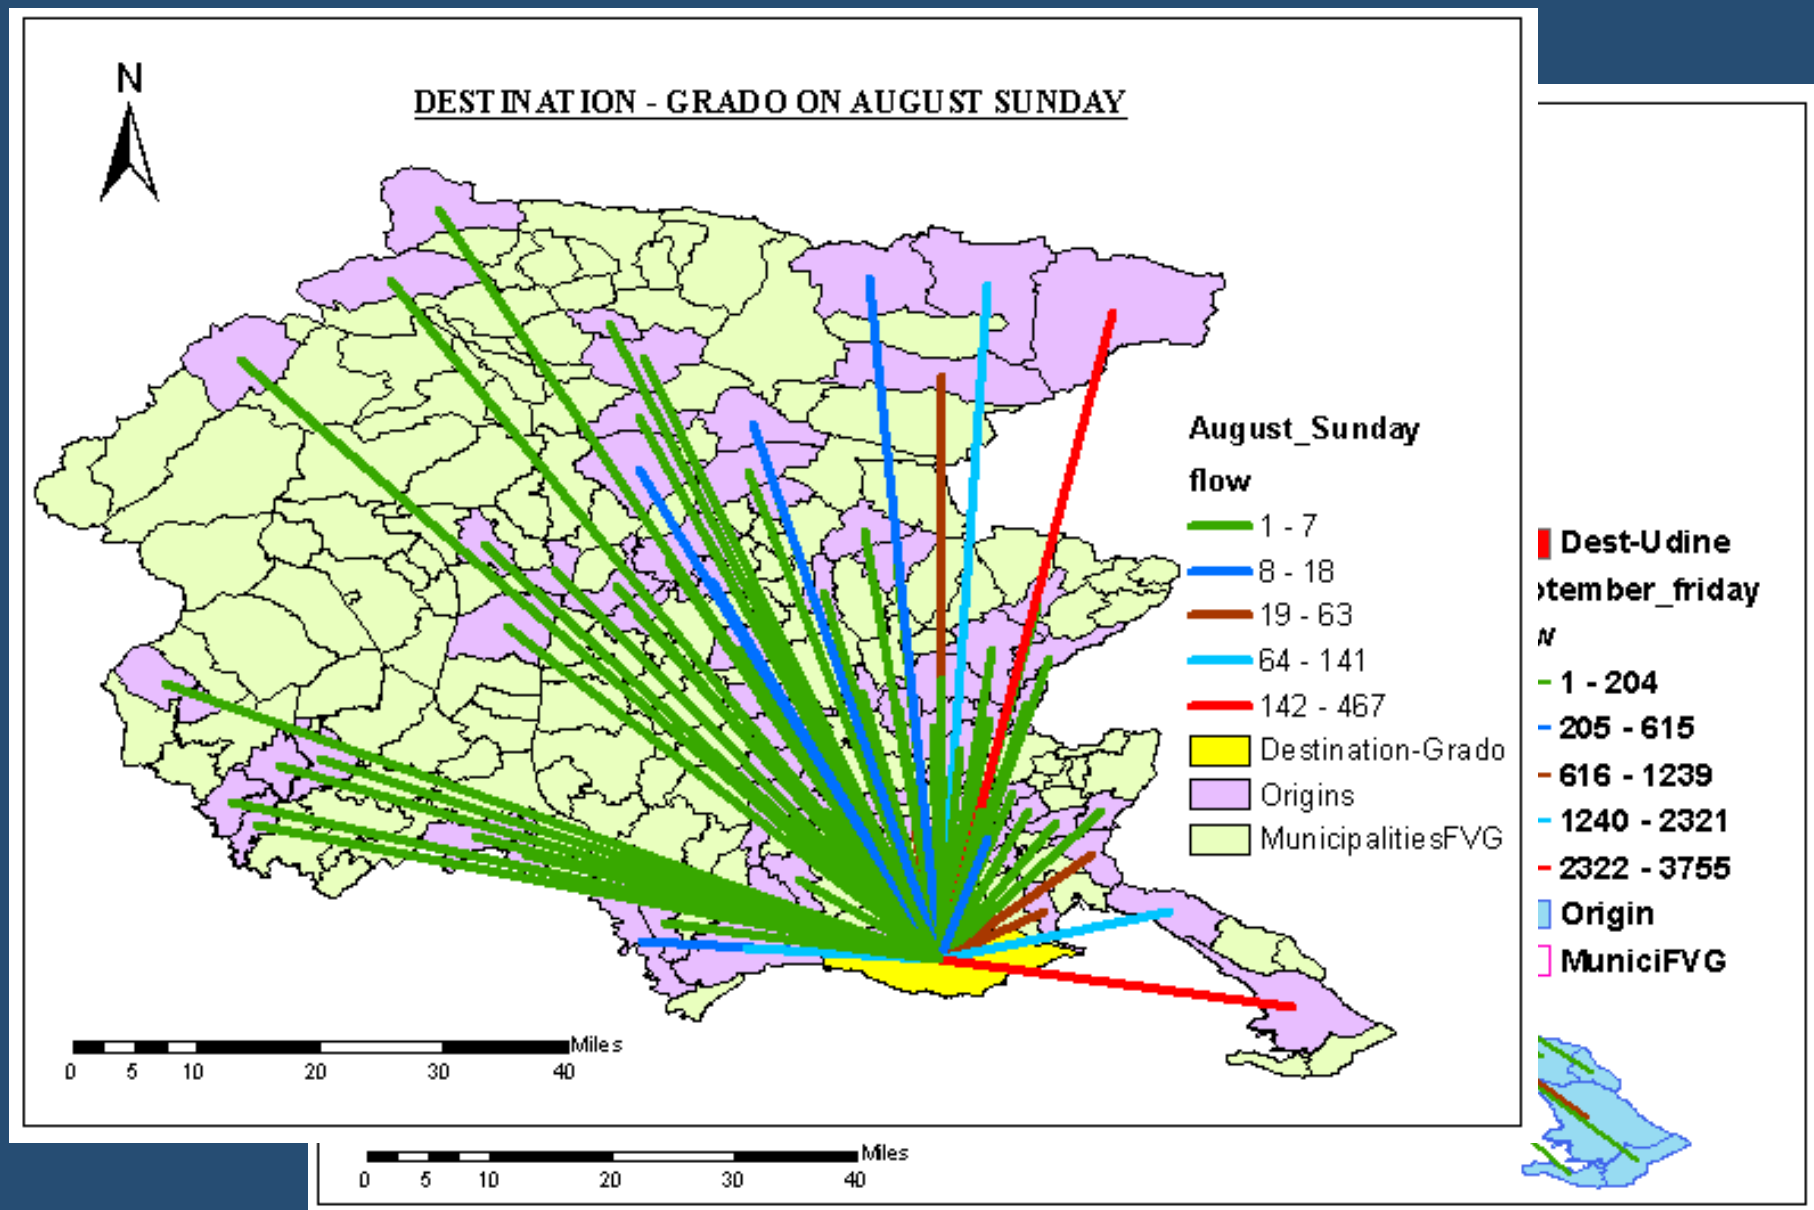 N
DESTINATION - GRADO ON AUGUST SUNDAY
August_Sunday
flow
1 - 7
8 - 18
19 - 63
64 - 141
142 - 467
Destination-Grado
Origins
MunicipalitiesFVG
Miles
0 5 10 20 30 40
Dest-Udine
ptember_friday
w
1 - 204
205 - 615
616 - 1239
1240 - 2321
2322 - 3755
Origin
MuniciFVG
Miles
0 5 10 20 30 40